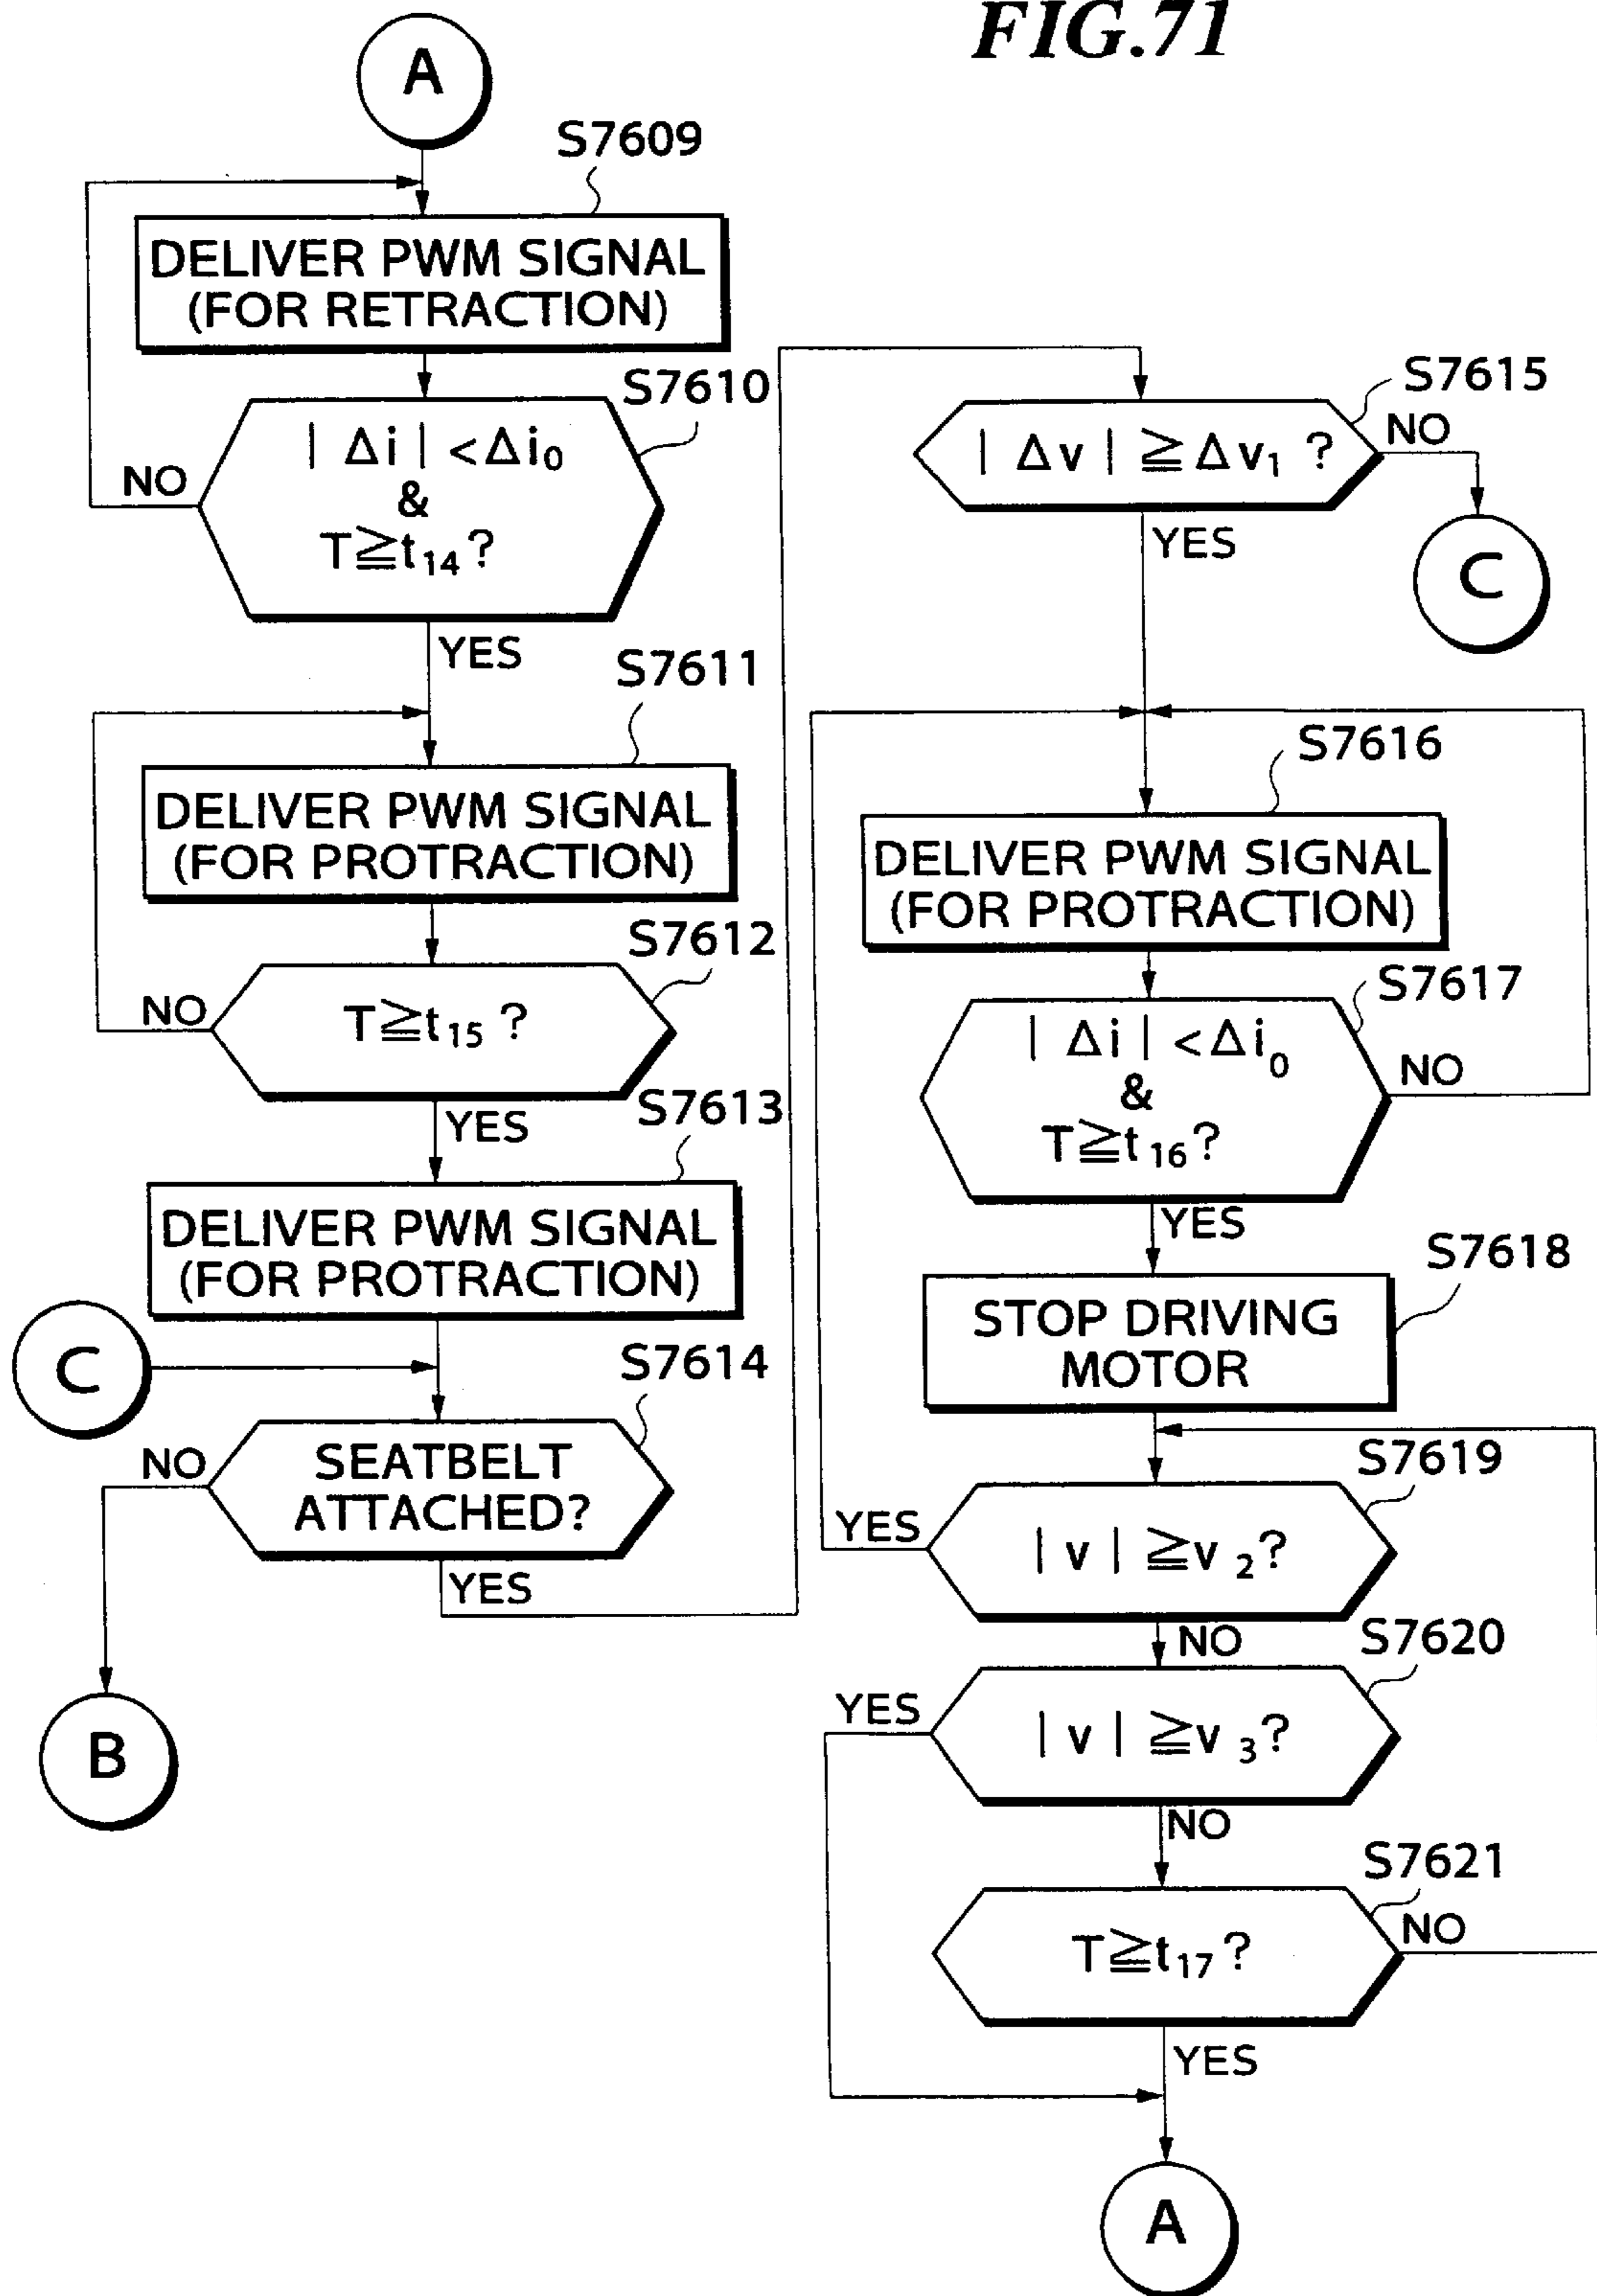 FIG.71
A
S7609
DELIVER PWM SIGNAL
(FOR RETRACTION)
S7610
| Δi | <Δi₀
&
T≧t₁₄?
NO
YES
S7611
DELIVER PWM SIGNAL
(FOR PROTRACTION)
S7612
T≧t₁₅ ?
NO
YES
S7613
DELIVER PWM SIGNAL
(FOR PROTRACTION)
C
S7614
SEATBELT
ATTACHED?
NO
YES
B
S7615
| Δv | ≧Δv₁ ?
NO
YES
C
S7616
DELIVER PWM SIGNAL
(FOR PROTRACTION)
S7617
| Δi | <Δi₀
&
T≧t₁₆?
NO
YES
S7618
STOP DRIVING
MOTOR
S7619
| v | ≧v ₂?
YES
NO
S7620
| v | ≧v ₃?
YES
NO
S7621
T≧t₁₇?
NO
YES
A